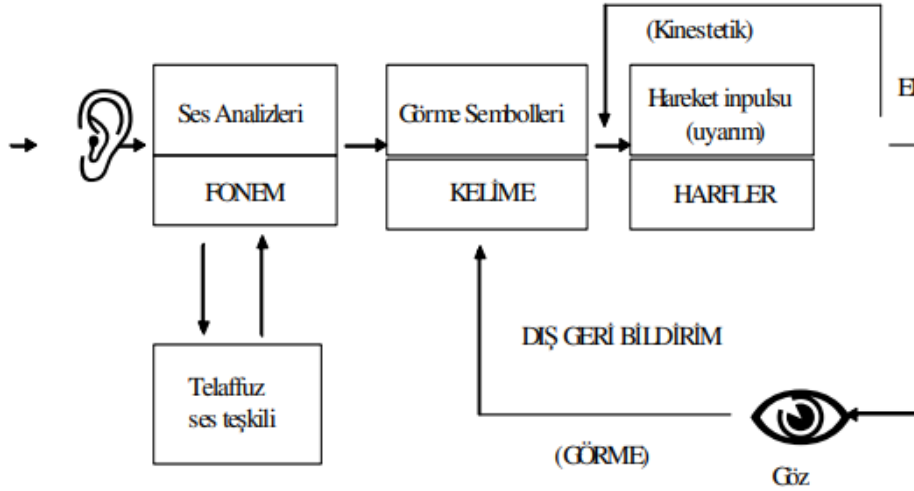 (Kinestetik)
Ses Analizleri
FONEM
Görme Sembolleri
KELİME
Hareket inpulsu
(uyarım)
HARFLER
Telaffuz
ses teşkili
DIŞ GERİ BİLDİRİM
(GÖRME)
Göz